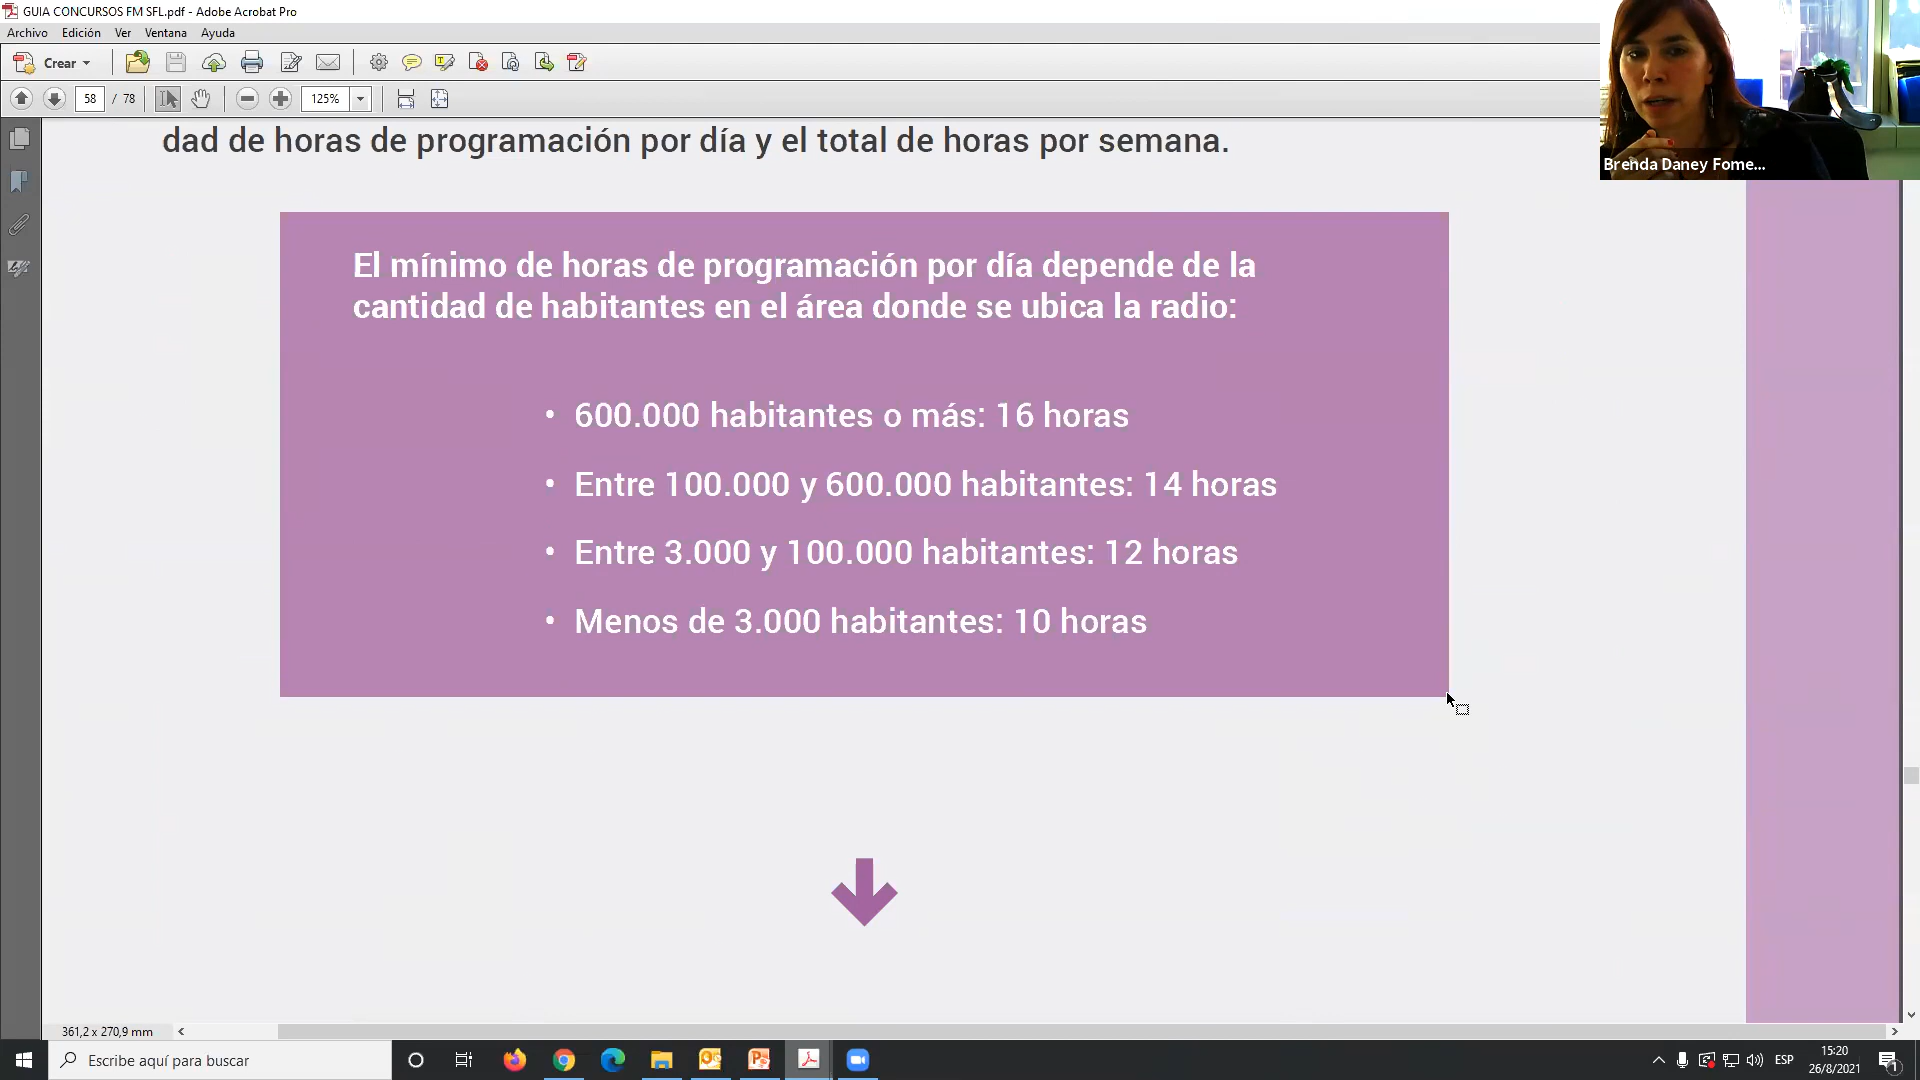 GUIA CONCURSOS FM SFL.pdf - Adobe Acrobat Pro
Archivo Edición Ver Ventana Ayuda
Crear
58 / 78 125%
Brenda Daney Fome...
dad de horas de programación por día y el total de horas por semana.
El mínimo de horas de programación por día depende de la
cantidad de habitantes en el área donde se ubica la radio:
• 600.000 habitantes o más: 16 horas
• Entre 100.000 y 600.000 habitantes: 14 horas
• Entre 3.000 y 100.000 habitantes: 12 horas
• Menos de 3.000 habitantes: 10 horas
361,2 x 270,9 mm
Escribe aquí para buscar
ESP
15:20
26/8/2021
1